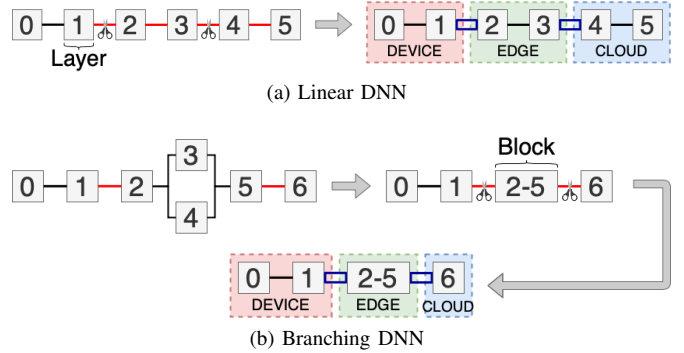 0 1 2 3 4 5 0 1 2 3 4 5
Layer DEVICE EDGE CLOUD
(a) Linear DNN
Block
3
0 1 2 5 6 0 1 2-5 6
4
0 1 2-5 6
DEVICE EDGE CLOUD
(b) Branching DNN